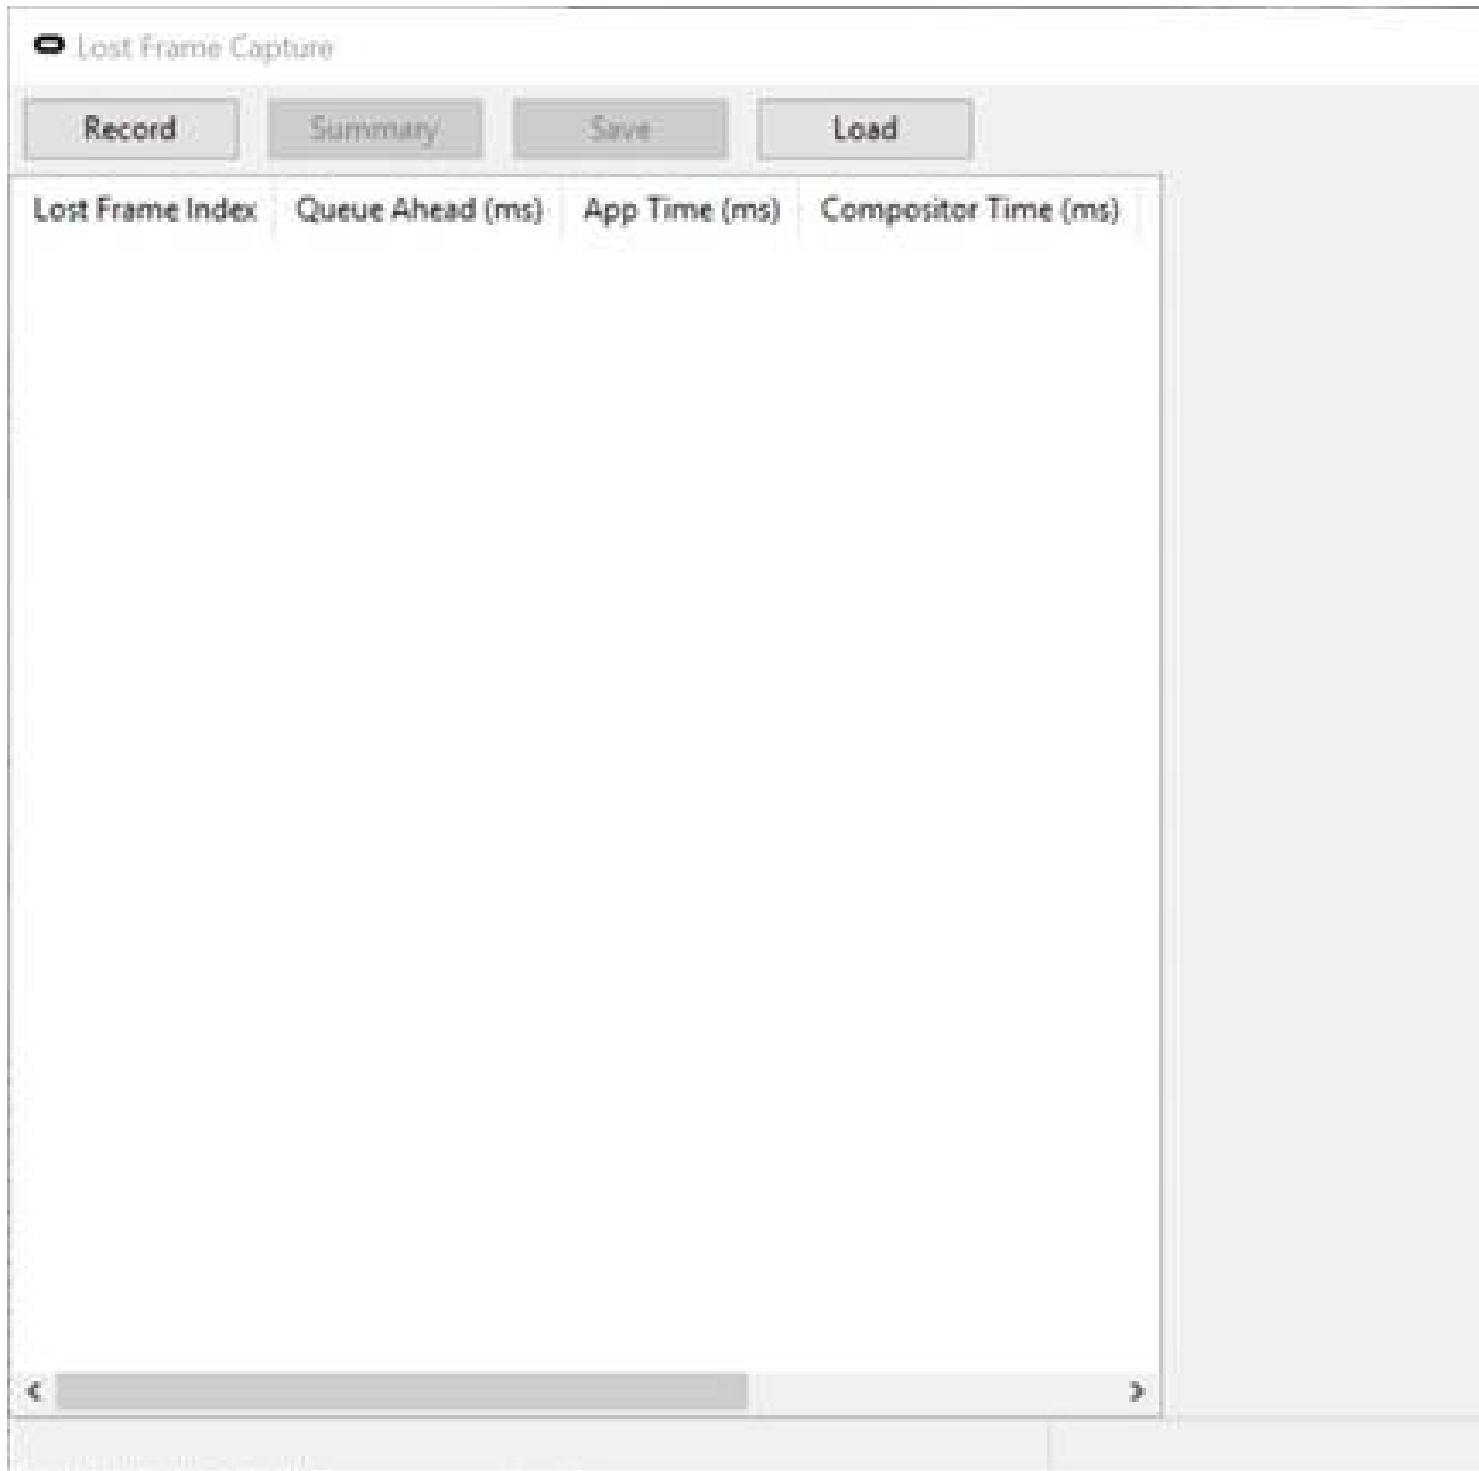 Lost Frame Capture
Record Summary Save Load
Lost Frame Index Queue Ahead (ms) App Time (ms) Compositor Time (ms)